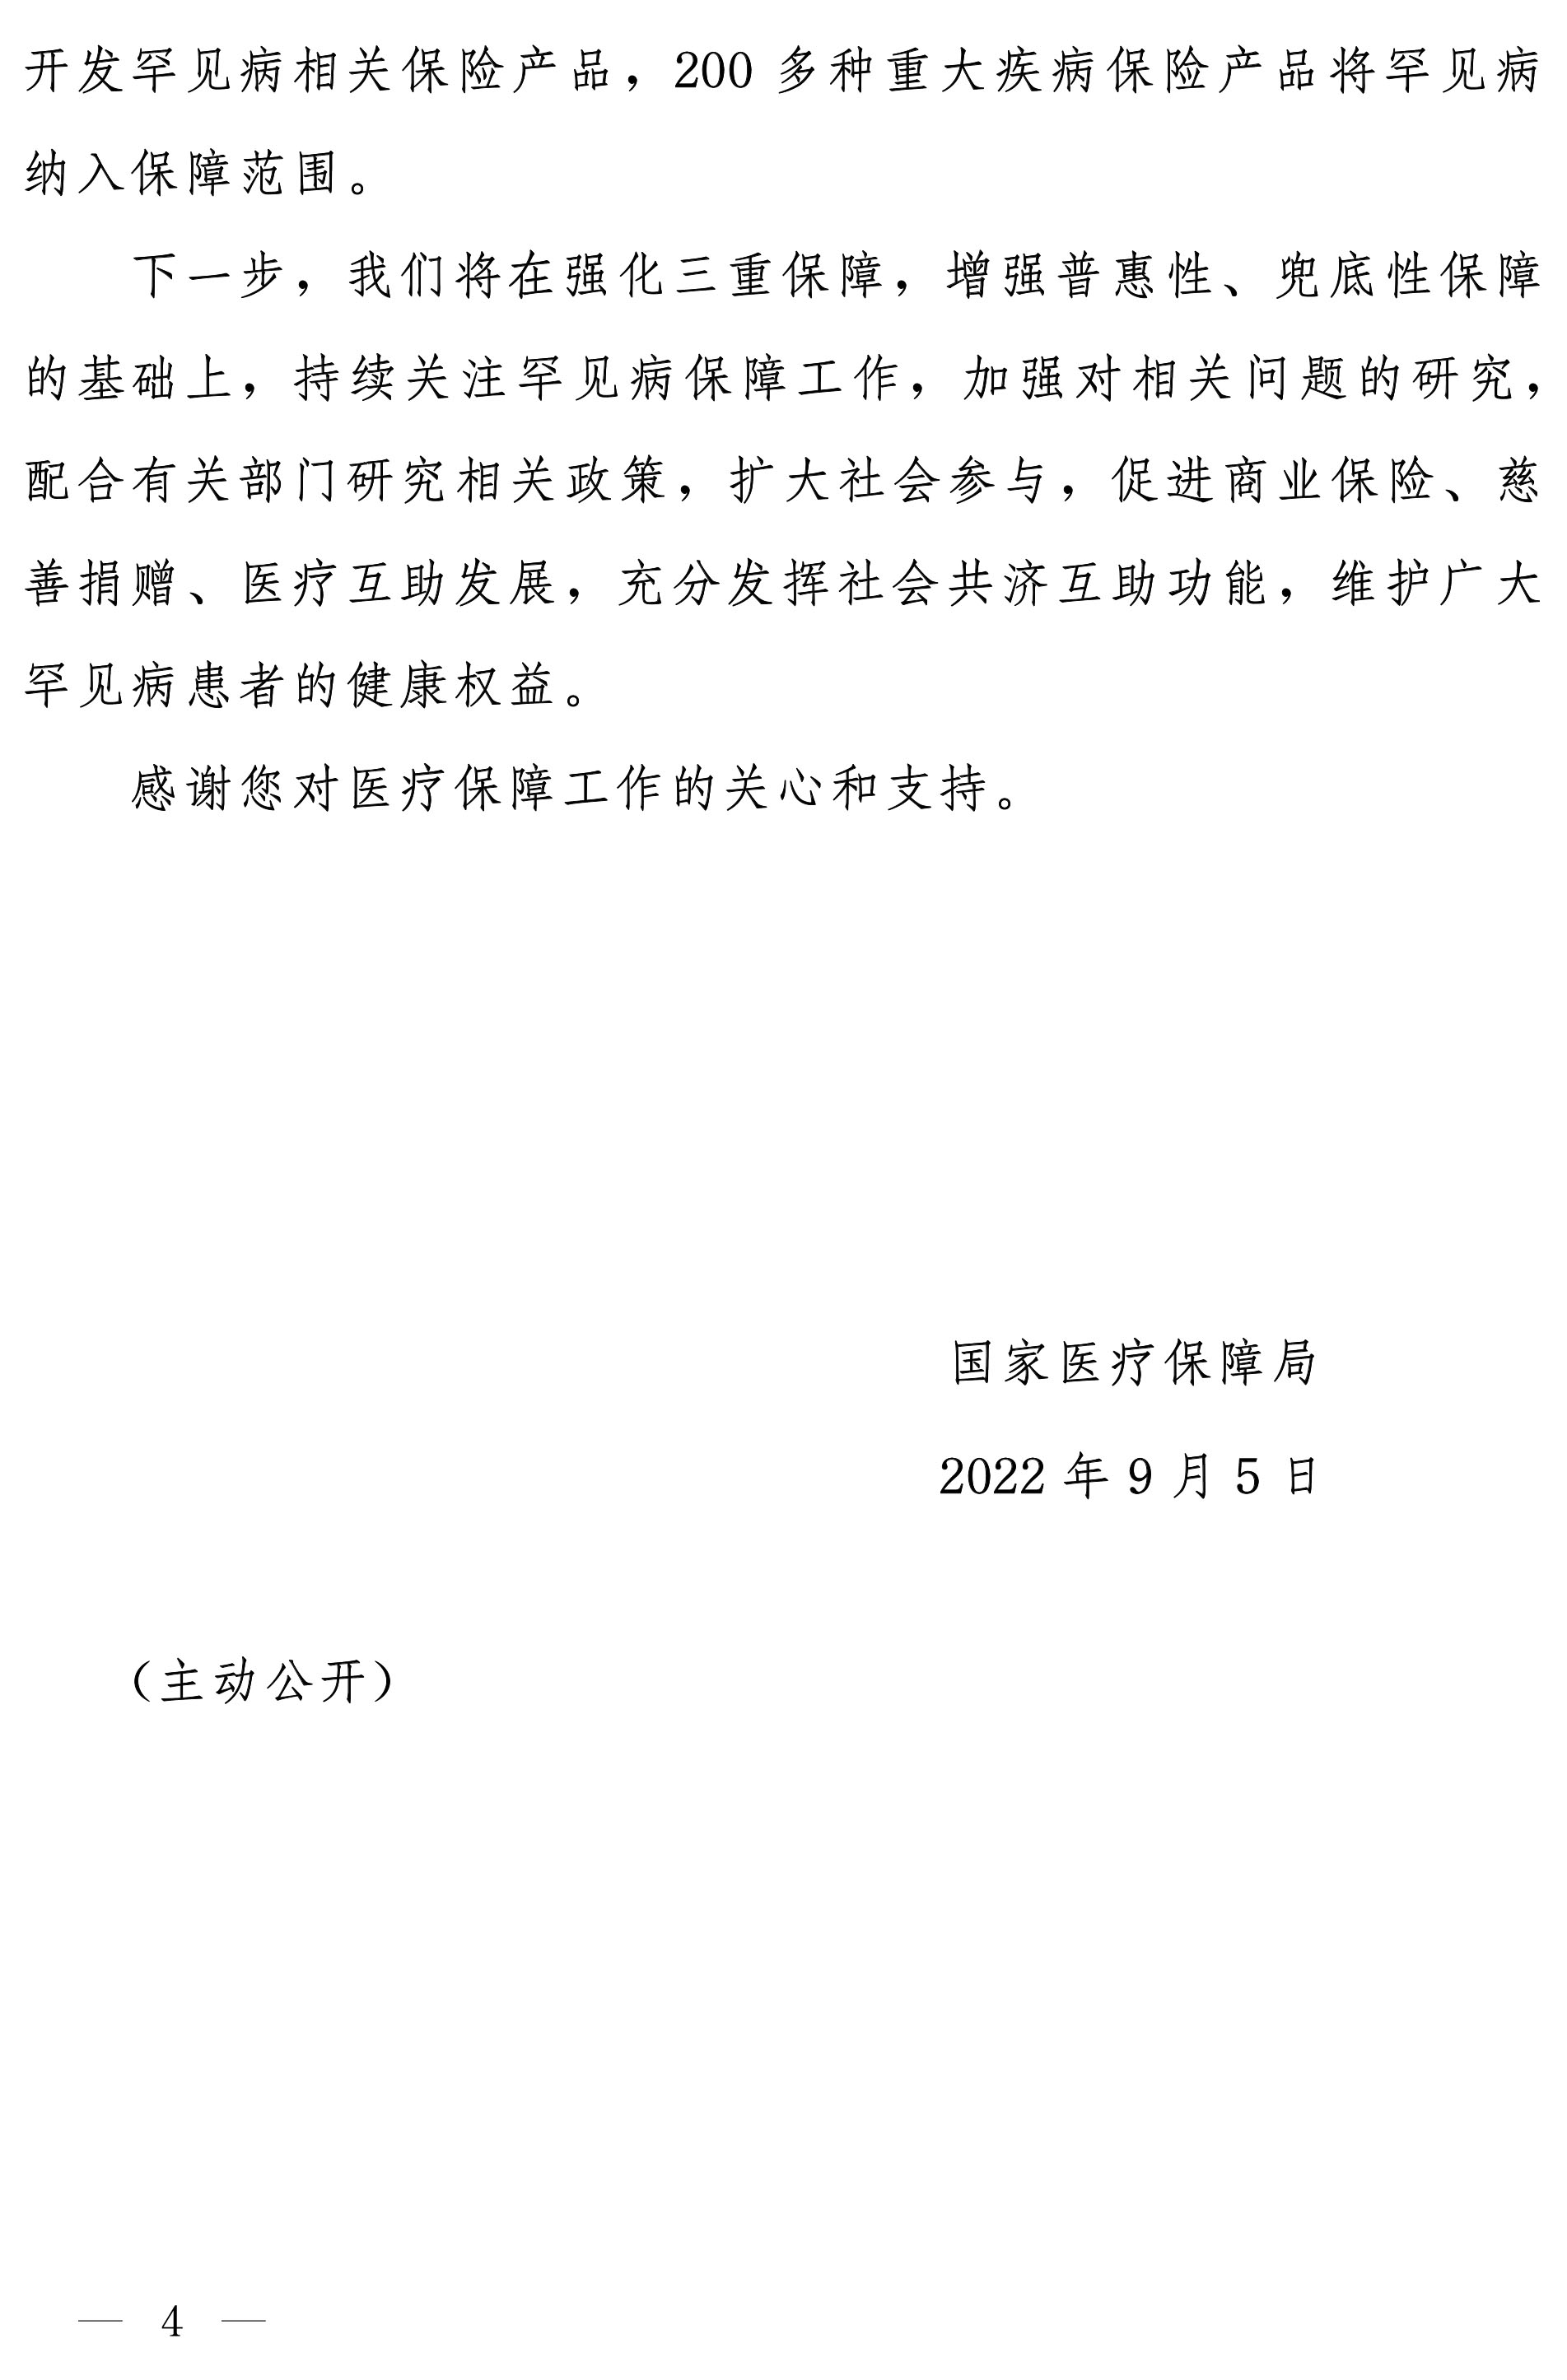 开发罕见病相关保险产品，200 多种重大疾病保险产品将罕见病
纳入保障范围。
下一步，我们将在强化三重保障，增强普惠性、兜底性保障
的基础上，持续关注罕见病保障工作，加强对相关问题的研究，
配合有关部门研究相关政策，扩大社会参与，促进商业保险、慈
善捐赠、医疗互助发展，充分发挥社会共济互助功能，维护广大
罕见病患者的健康权益。
感谢您对医疗保障工作的关心和支持。
国家医疗保障局
2022 年 9 月 5 日
（主动公开）
— 4 —